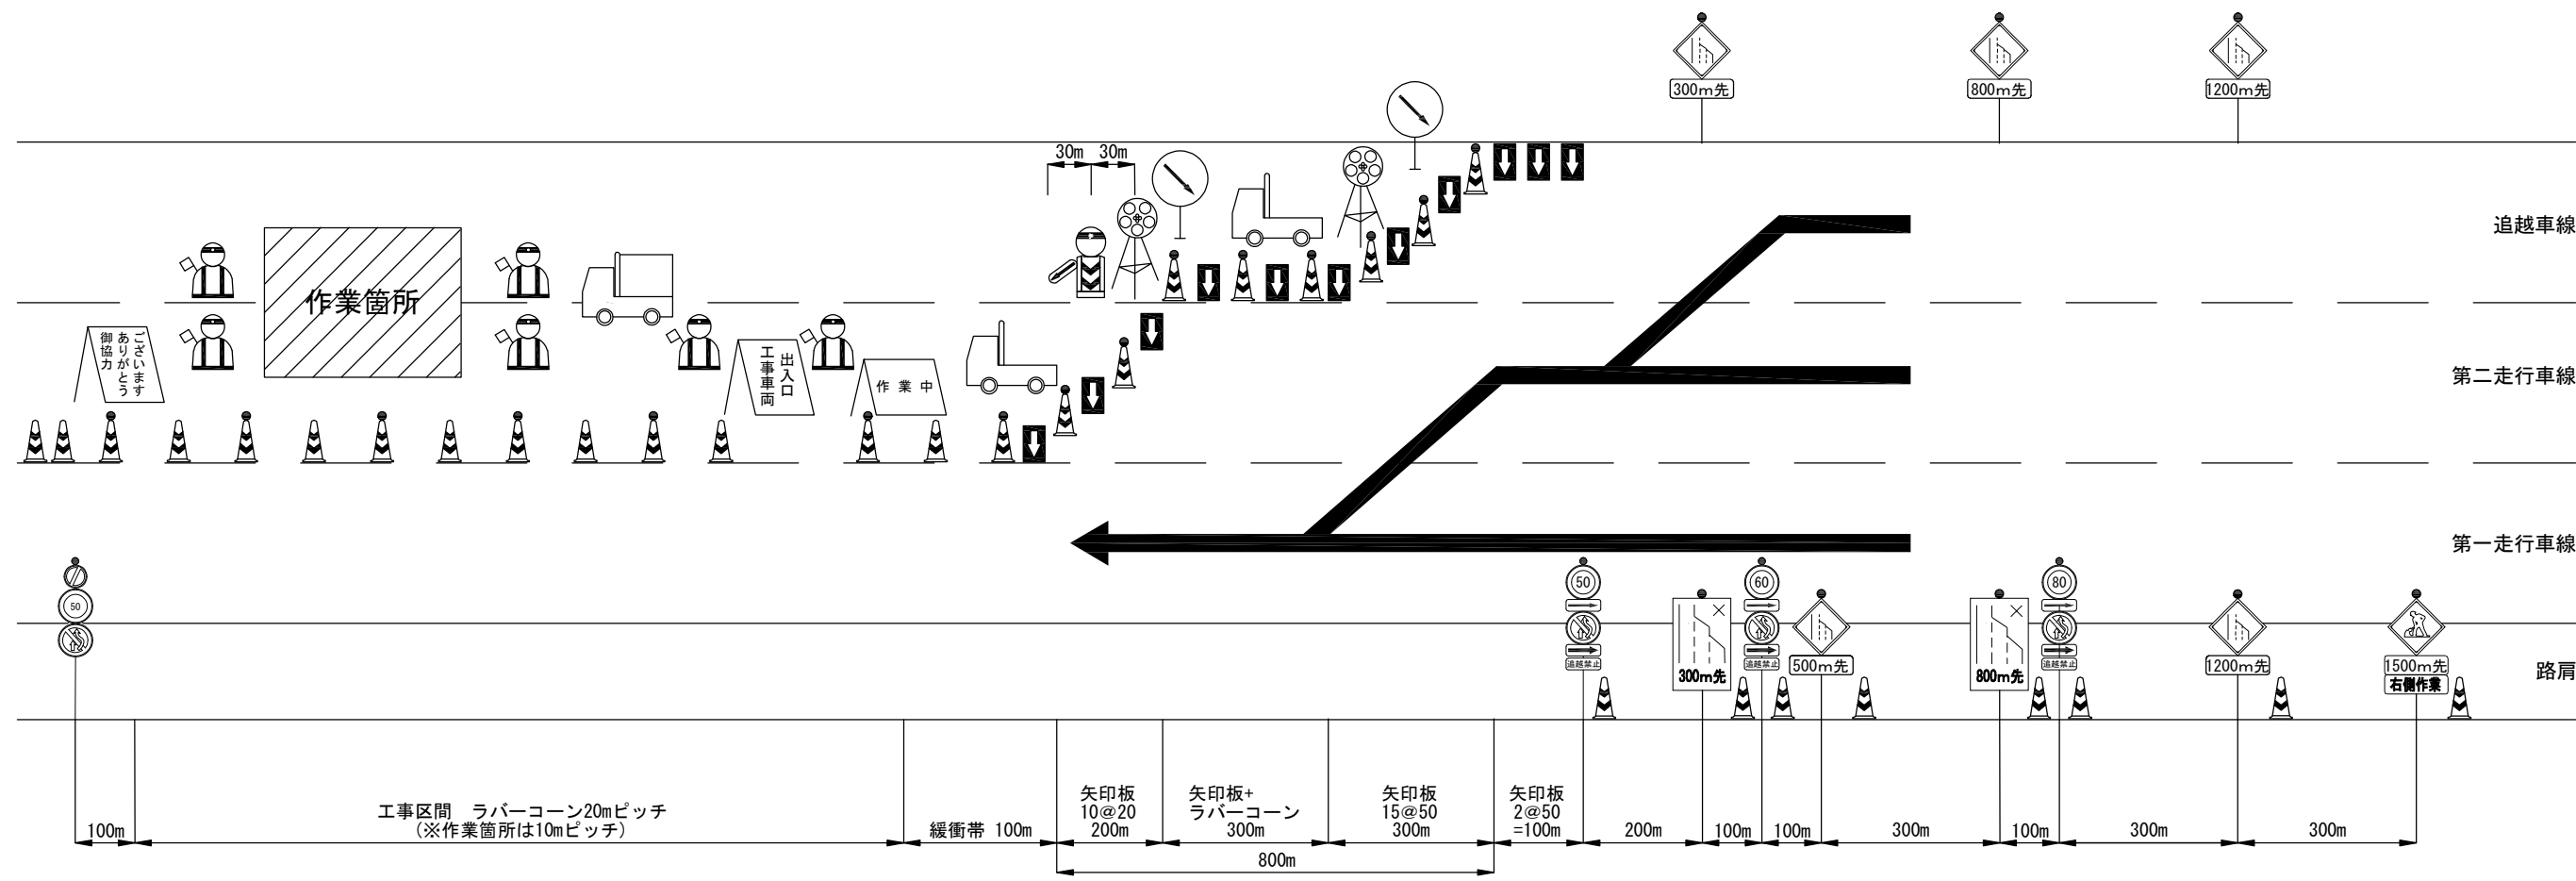 300m先
800m先
1200m先
30m
30m
追越車線
作業箇所
第二走行車線
御協力
ありがとう
ございます
工事車両
出入口
作業中
第一走行車線
50
50
追越禁止
300m先
60
追越禁止
500m先
800m先
80
追越禁止
1200m先
1500m先
右側作業
路肩
100m
工事区間 ラバーコーン20mピッチ
(※作業箇所は10mピッチ)
緩衝帯 100m
矢印板
10@20
200m
矢印板+
ラバーコーン
300m
矢印板
15@50
300m
矢印板
2@50
=100m
200m
100m
100m
300m
100m
300m
300m
800m